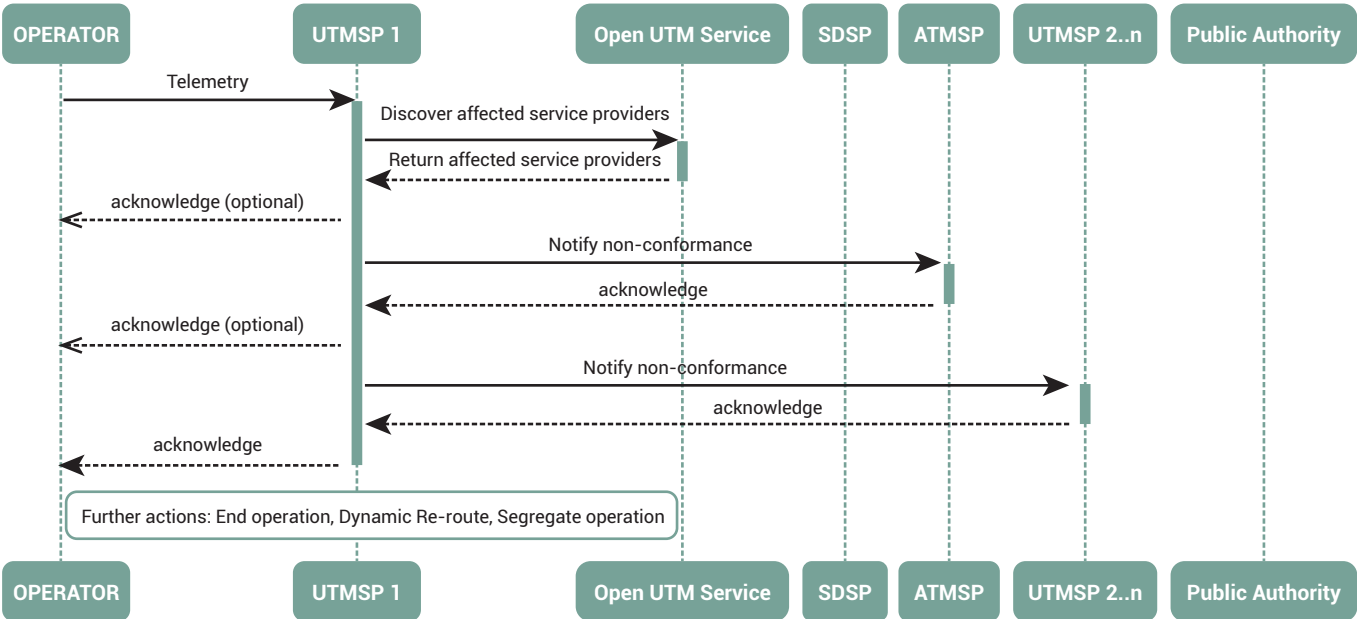 OPERATOR
UTMSP 1
Open UTM Service
SDSP
ATMSP
UTMSP 2..n
Public Authority
Telemetry
Discover affected service providers
Return affected service providers
acknowledge (optional)
Notify non-conformance
acknowledge
acknowledge (optional)
Notify non-conformance
acknowledge
acknowledge
Further actions: End operation, Dynamic Re-route, Segregate operation
OPERATOR
UTMSP 1
Open UTM Service
SDSP
ATMSP
UTMSP 2..n
Public Authority